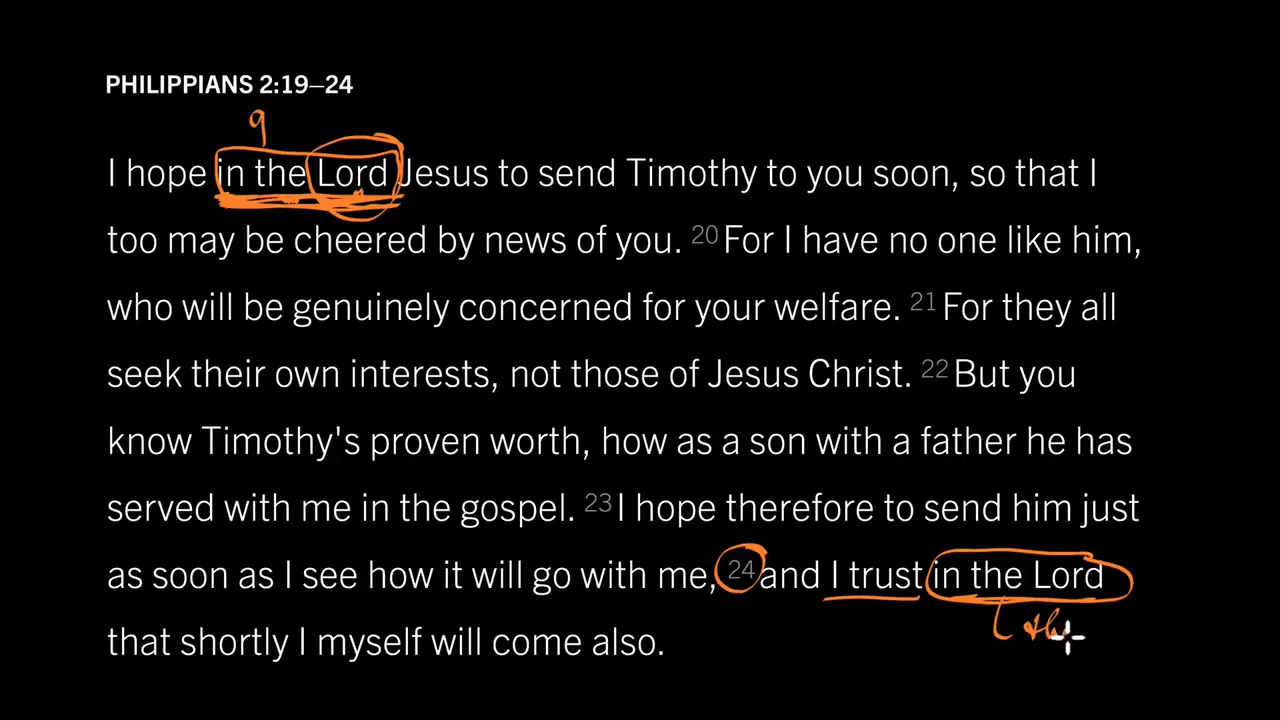 PHILIPPIANS 2:19–24
I hope in the Lord Jesus to send Timothy to you soon, so that I
too may be cheered by news of you. 20 For I have no one like him,
who will be genuinely concerned for your welfare. 21 For they all
seek their own interests, not those of Jesus Christ. 22 But you
know Timothy's proven worth, how as a son with a father he has
served with me in the gospel. 23 I hope therefore to send him just
as soon as I see how it will go with me, 24 and I trust in the Lord
that shortly I myself will come also.